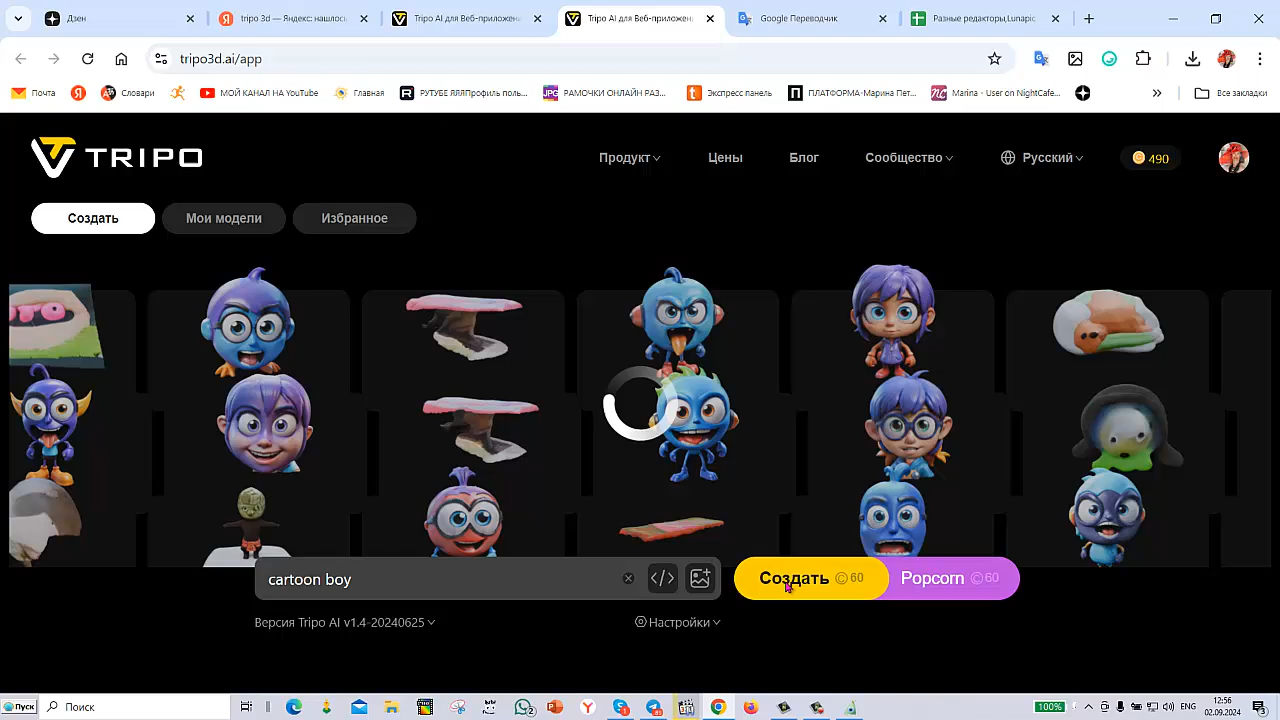 Дзен
tripo 3d — Яндекс: нашлось
Tripo AI для Веб-приложени
Tripo AI для Веб-приложени
Google Переводчик
Разные редакторы,Lunapic
tripo3d.ai/app
Почта
Словари
МОЙ КАНАЛ НА YouTube
Главная
РУТУБЕ ЯЯЯПрофиль поль...
РАМОЧКИ ОНЛАЙН РАЗ...
Экспресс панель
ПЛАТФОРМА-Марина Пет...
Marina - User on NightCafe...
Все закладки
TRIPO
Продукт
Цены
Блог
Сообщество
Русский
490
Создать
Мои модели
Избранное
cartoon boy
Создать 60
Popcorn 60
Версия Tripo AI v1.4-20240625
Настройки
Пуск
Поиск
100%
ENG
12:56
02.09.2024